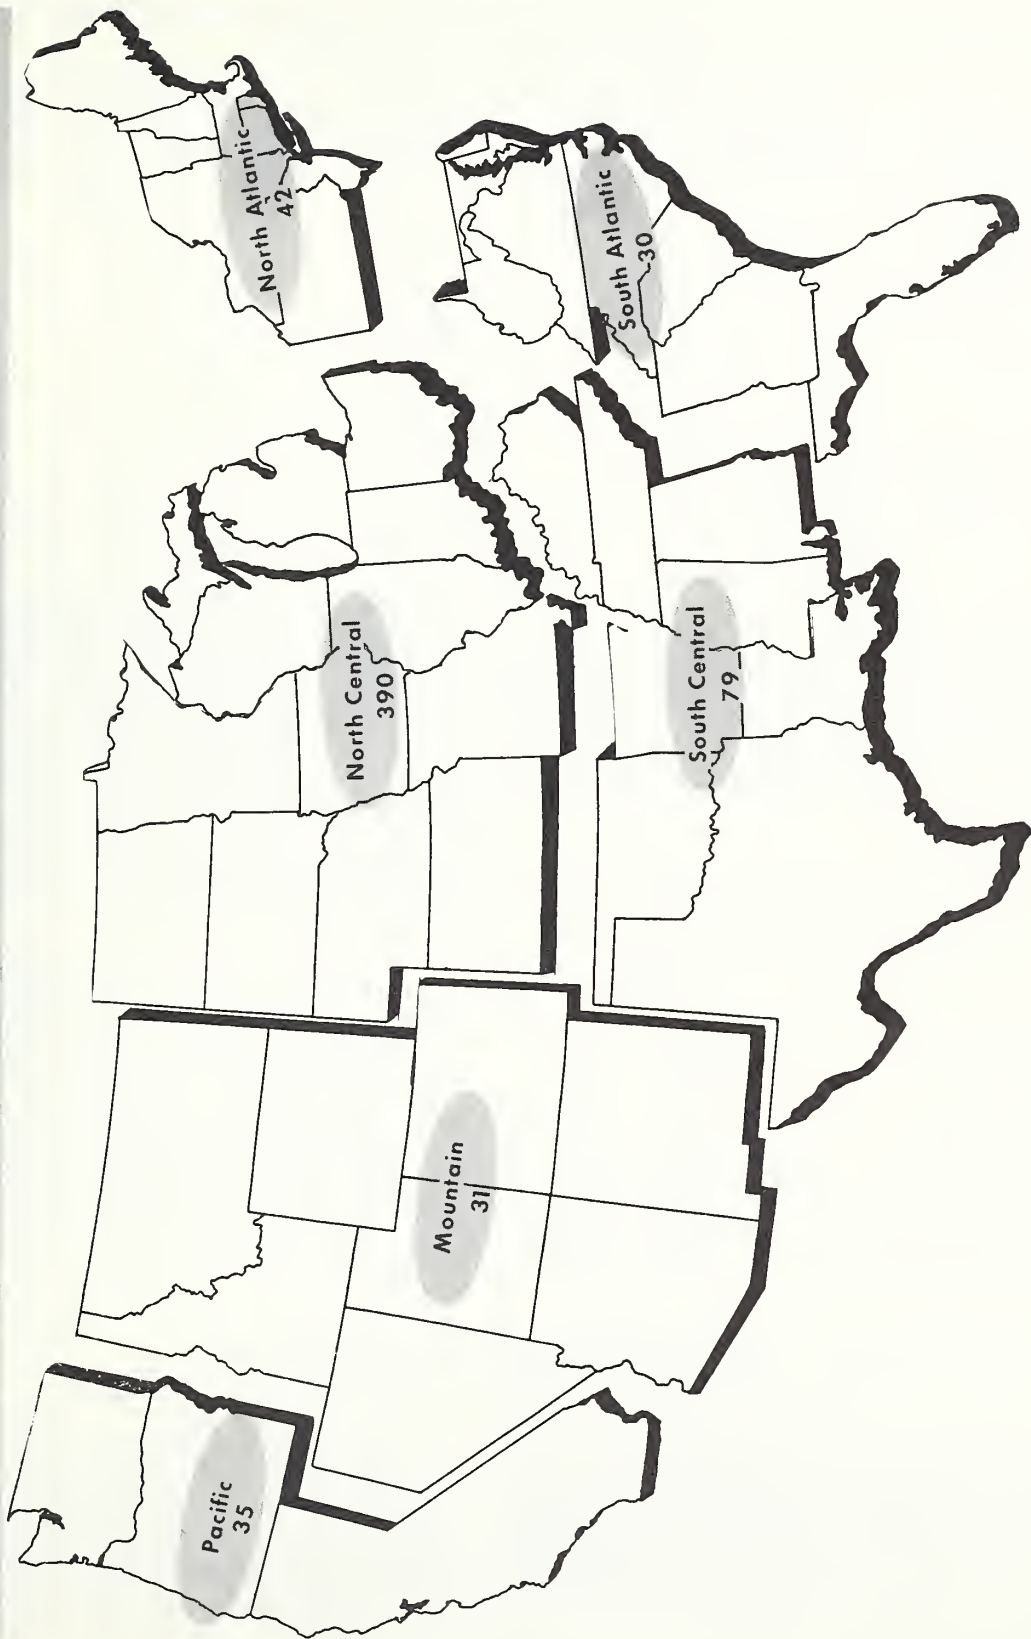 Pacific
35
Mountain
31
North Central
390
South Central
79
North Atlantic
42
South Atlantic
30